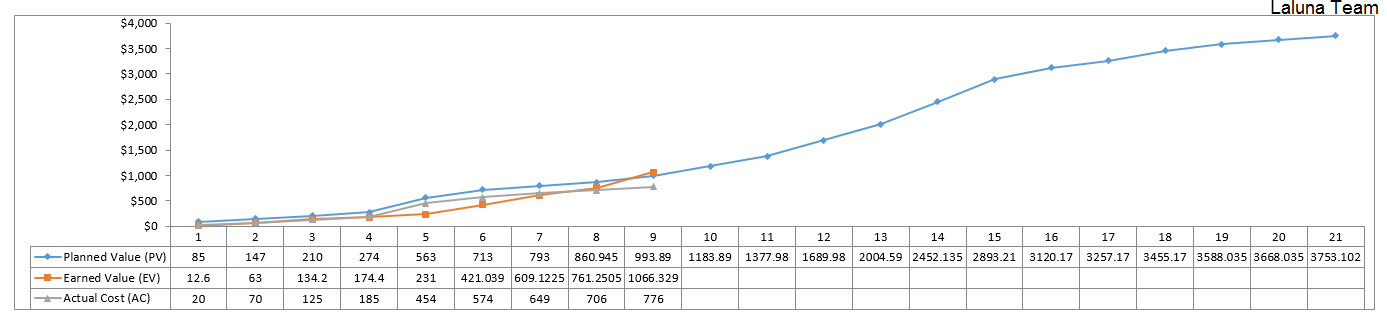 Laluna Team
$4,000
$3,500
$3,000
$2,500
$2,000
$1,500
$1,000
$500
$0
1 2 3 4 5 6 7 8 9 10 11 12 13 14 15 16 17 18 19 20 21
Planned Value (PV) 85 147 210 274 563 713 793 860.945 993.89 1183.89 1377.98 1689.98 2004.59 2452.135 2893.21 3120.17 3257.17 3455.17 3588.035 3668.035 3753.102
Earned Value (EV) 12.6 63 134.2 174.4 231 421.039 609.1225 761.2505 1066.329
Actual Cost (AC) 20 70 125 185 454 574 649 706 776